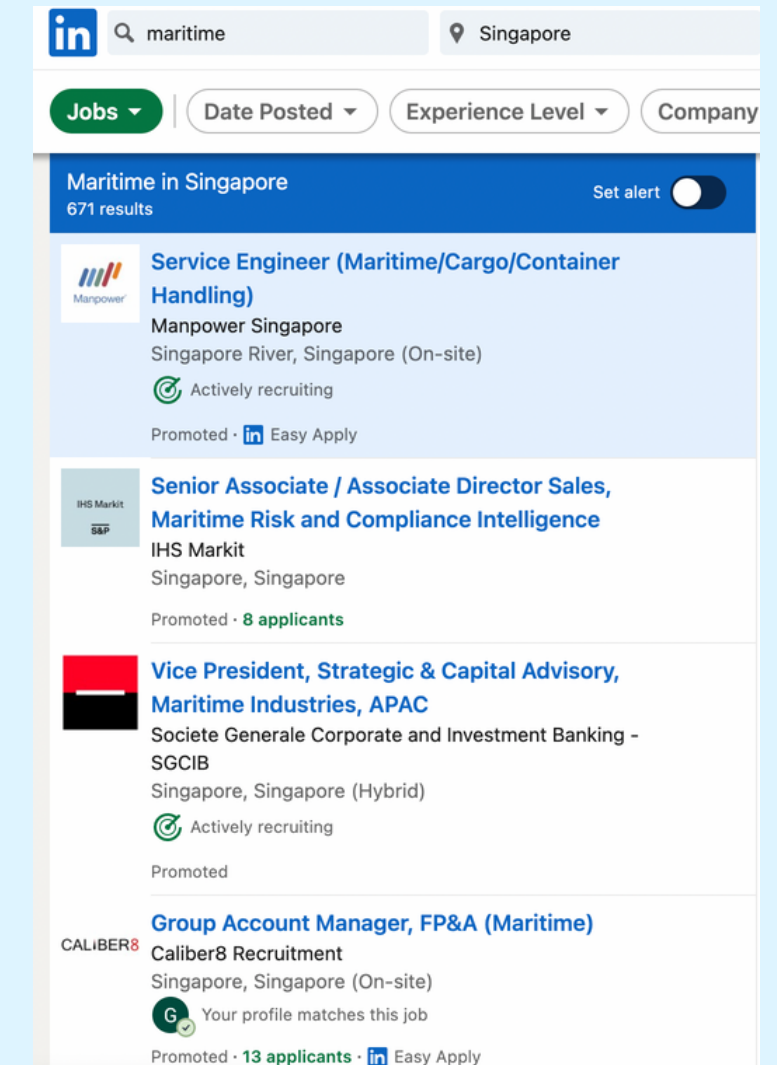 in maritime Singapore
Jobs Date Posted Experience Level Company
Maritime in Singapore
671 results
Set alert
Manpower
Service Engineer (Maritime/Cargo/Container
Handling)
Manpower Singapore
Singapore River, Singapore (On-site)
Actively recruiting
Promoted · in Easy Apply
IHS Markit
S&P
Senior Associate / Associate Director Sales,
Maritime Risk and Compliance Intelligence
IHS Markit
Singapore, Singapore
Promoted · 8 applicants
Vice President, Strategic & Capital Advisory,
Maritime Industries, APAC
Societe Generale Corporate and Investment Banking -
SGCIB
Singapore, Singapore (Hybrid)
Actively recruiting
Promoted
CALiBER8
Group Account Manager, FP&A (Maritime)
Caliber8 Recruitment
Singapore, Singapore (On-site)
G Your profile matches this job
Promoted · 13 applicants · in Easy Apply